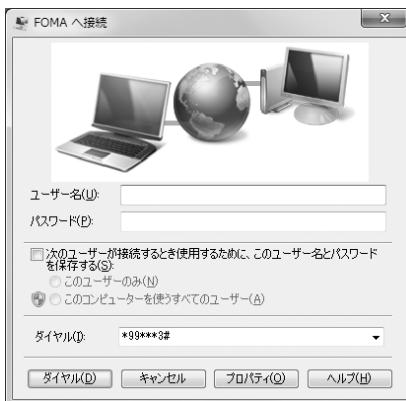 FOMA へ接続
ユーザー名(U):
パスワード(P):
次のユーザーが接続するとき使用するために、このユーザー名とパスワード
を保存する(S):
このユーザーのみ(N)
このコンピューターを使うすべてのユーザー(A)
ダイヤル(I): *99***3#
ダイヤル(D) キャンセル プロパティ(O) ヘルプ(H)